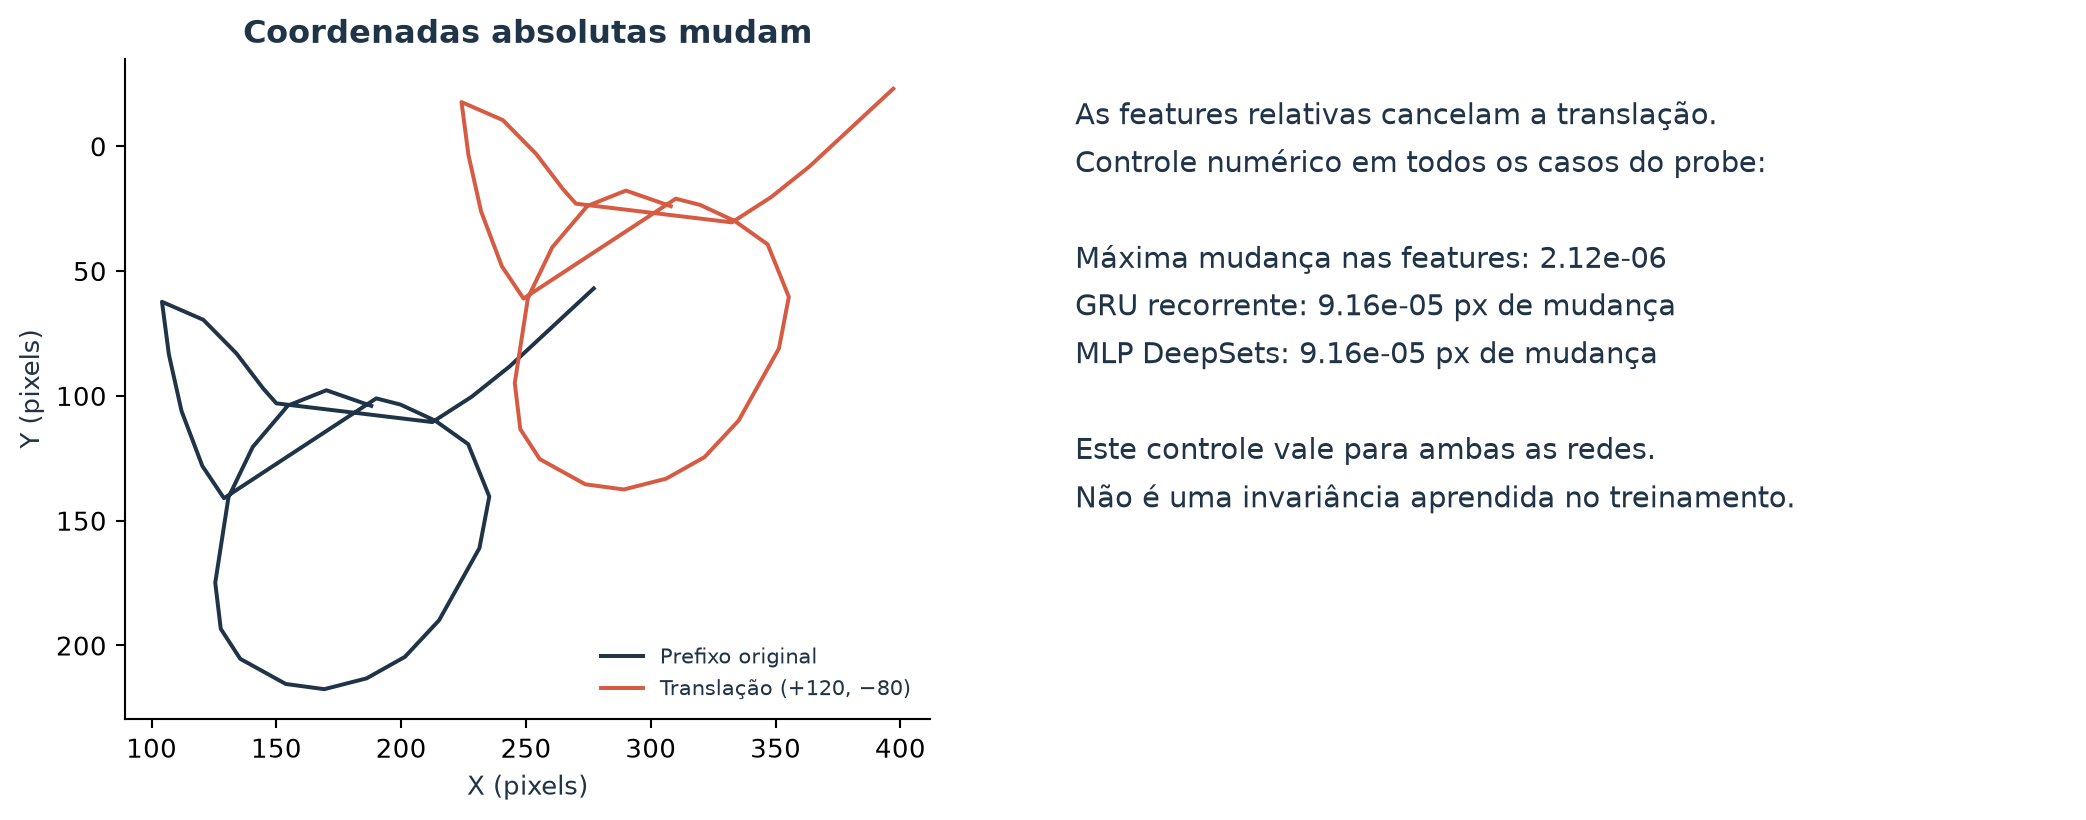 Coordenadas absolutas mudam
Y (pixels)
0
50
100
150
200
100
150
200
250
300
350
400
X (pixels)
Prefixo original
Translação (+120, −80)
As features relativas cancelam a translação.
Controle numérico em todos os casos do probe:
Máxima mudança nas features: 2.12e-06
GRU recorrente: 9.16e-05 px de mudança
MLP DeepSets: 9.16e-05 px de mudança
Este controle vale para ambas as redes.
Não é uma invariância aprendida no treinamento.